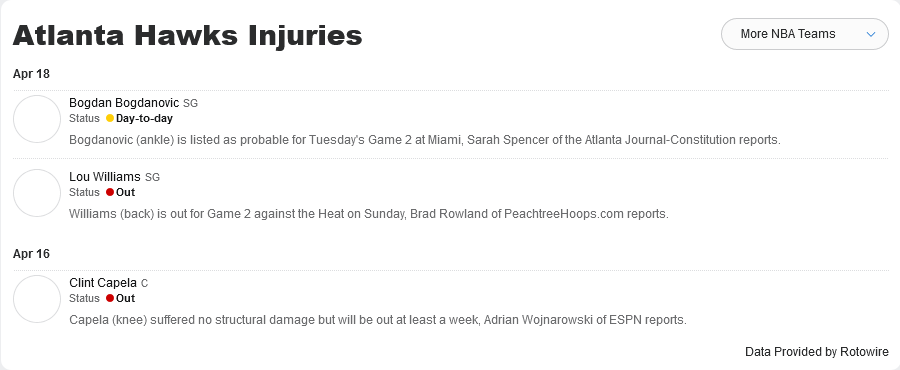 Atlanta Hawks Injuries
More NBA Teams
Apr 18
Bogdan Bogdanovic SG
Status Day-to-day
Bogdanovic (ankle) is listed as probable for Tuesday's Game 2 at Miami, Sarah Spencer of the Atlanta Journal-Constitution reports.
Lou Williams SG
Status Out
Williams (back) is out for Game 2 against the Heat on Sunday, Brad Rowland of PeachtreeHoops.com reports.
Apr 16
Clint Capela C
Status Out
Capela (knee) suffered no structural damage but will be out at least a week, Adrian Wojnarowski of ESPN reports.
Data Provided by Rotowire